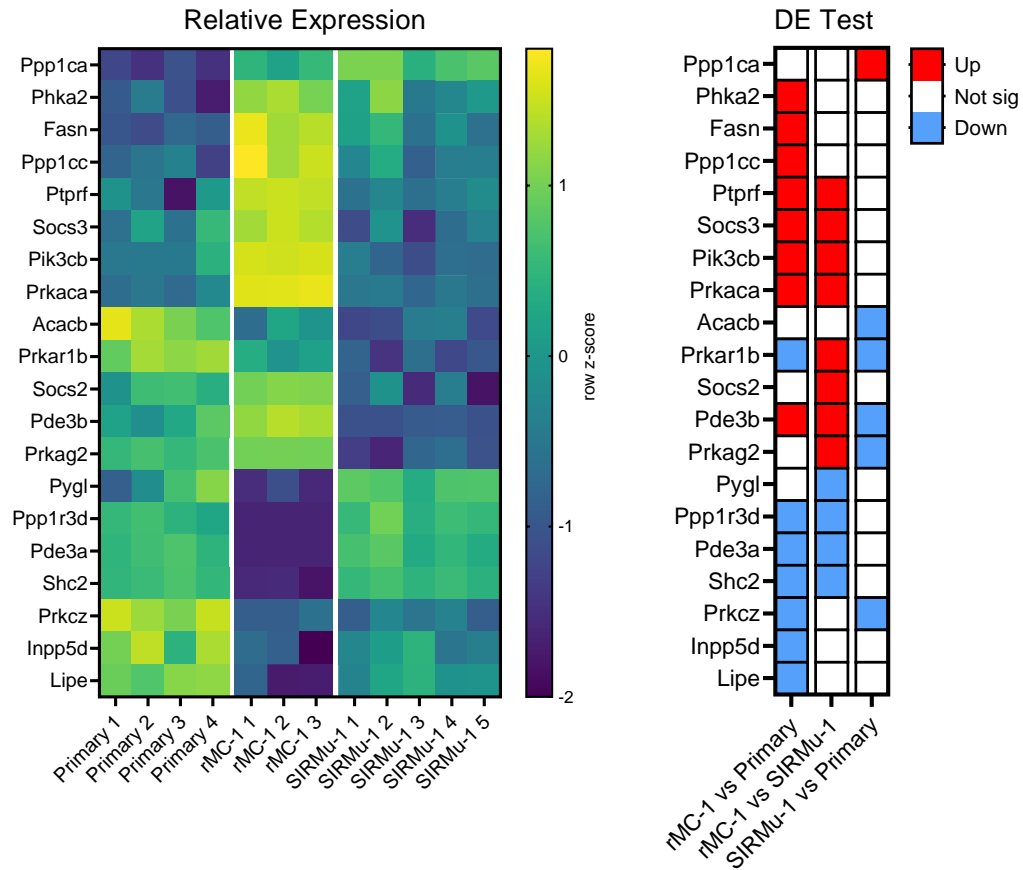 Relative Expression
Ppp1ca
Phka2
Fasn
Ppp1cc
Ptprf
Socs3
Pik3cb
Prkaca
Acacb
Prkar1b
Socs2
Pde3b
Prkag2
Pygl
Ppp1r3d
Pde3a
Shc2
Prkcz
Inpp5d
Lipe
Primary 1
Primary 2
Primary 3
Primary 4
rMC-1 1
rMC-1 2
rMC-1 3
SIRMu-1 1
SIRMu-1 2
SIRMu-1 3
SIRMu-1 4
SIRMu-1 5
1
0
-1
-2
row z-score
DE Test
Ppp1ca
Phka2
Fasn
Ppp1cc
Ptprf
Socs3
Pik3cb
Prkaca
Acacb
Prkar1b
Socs2
Pde3b
Prkag2
Pygl
Ppp1r3d
Pde3a
Shc2
Prkcz
Inpp5d
Lipe
rMC-1 vs Primary
rMC-1 vs SIRMu-1
SIRMu-1 vs Primary
Up
Not sig
Down